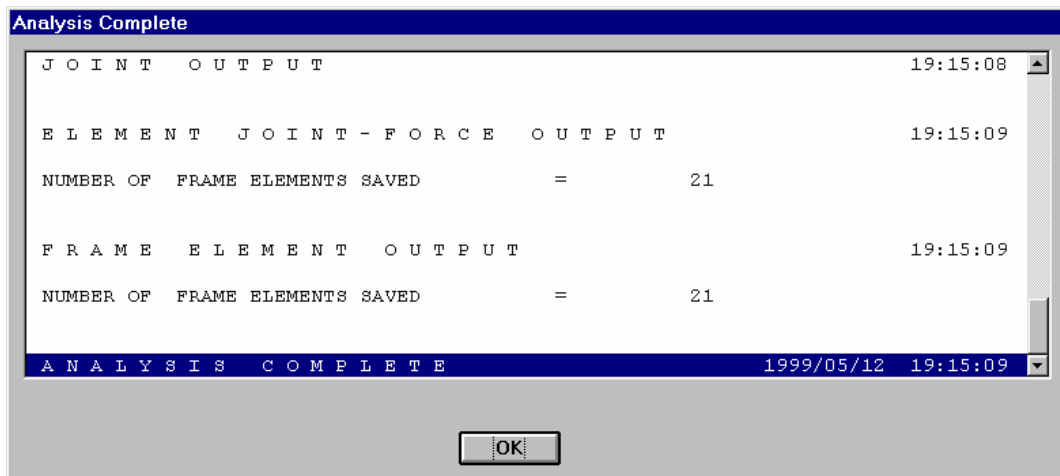 Analysis Complete
J O I N T   O U T P U T   19:15:08
E L E M E N T   J O I N T - F O R C E   O U T P U T   19:15:09
NUMBER OF  FRAME ELEMENTS SAVED   =   21
F R A M E   E L E M E N T   O U T P U T   19:15:09
NUMBER OF  FRAME ELEMENTS SAVED   =   21
A N A L Y S I S   C O M P L E T E   1999/05/12  19:15:09
OK